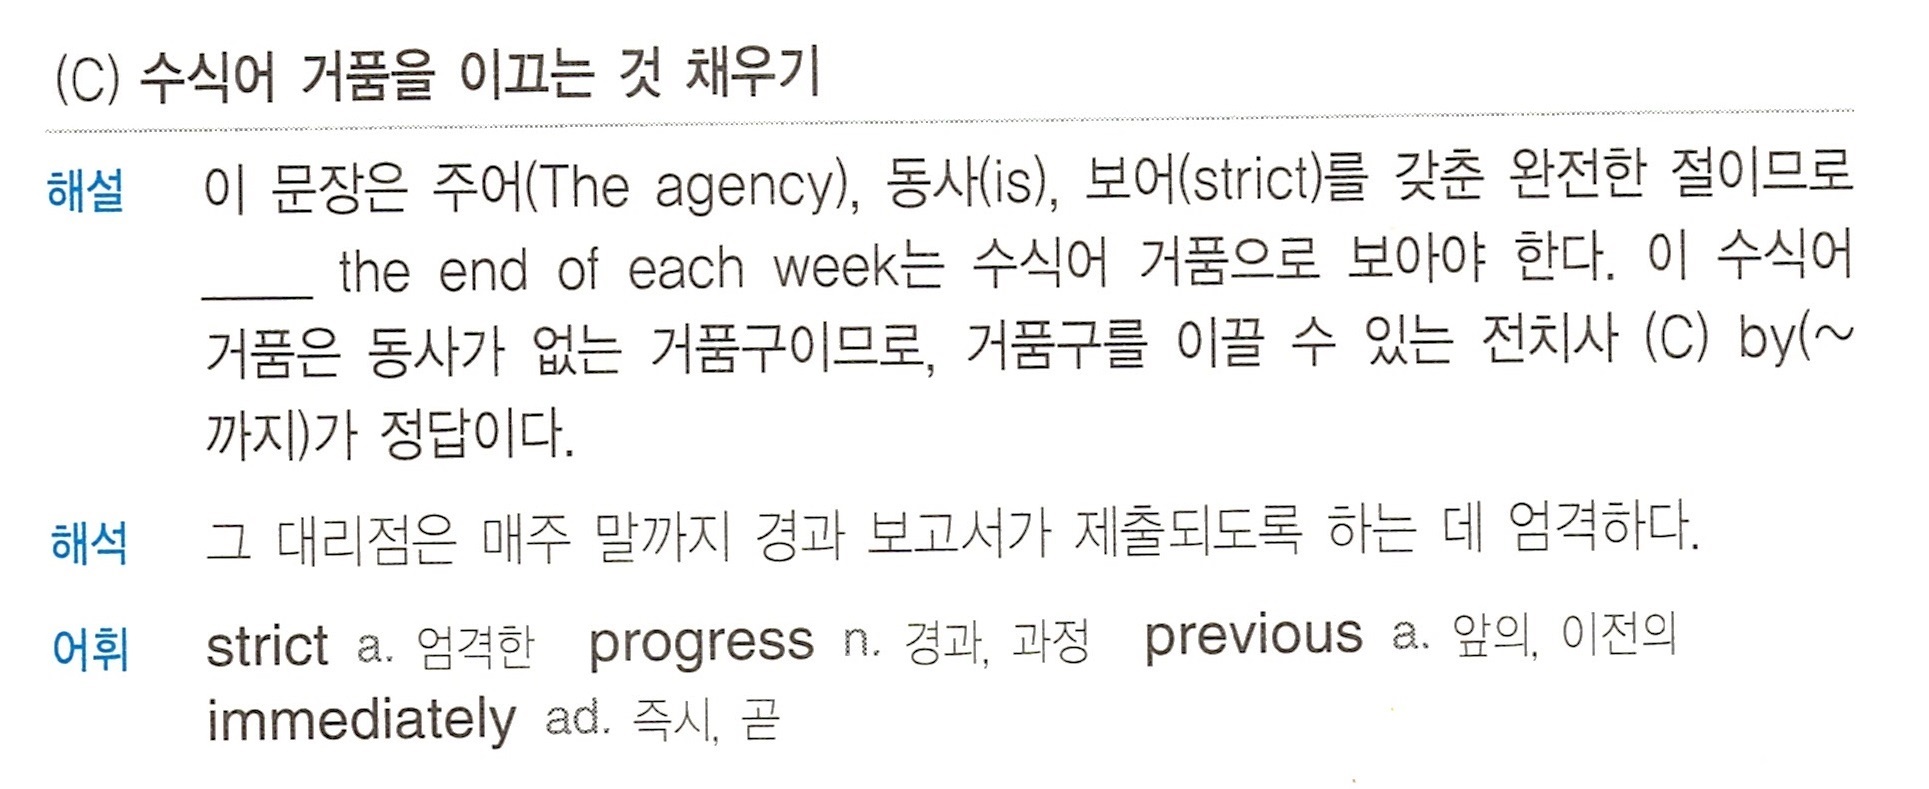 (C) 수식어 거품을 이끄는 것 채우기
해설 이 문장은 주어(The agency), 동사(is), 보어(strict)를 갖춘 완전한 절이므로
____ the end of each week는 수식어 거품으로 보아야 한다. 이 수식어
거품은 동사가 없는 거품구이므로, 거품구를 이끌 수 있는 전치사 (C) by(~
까지)가 정답이다.
해석 그 대리점은 매주 말까지 경과 보고서가 제출되도록 하는 데 엄격하다.
어휘 strict a. 엄격한 progress n. 경과, 과정 previous a. 앞의, 이전의
immediately ad. 즉시, 곧